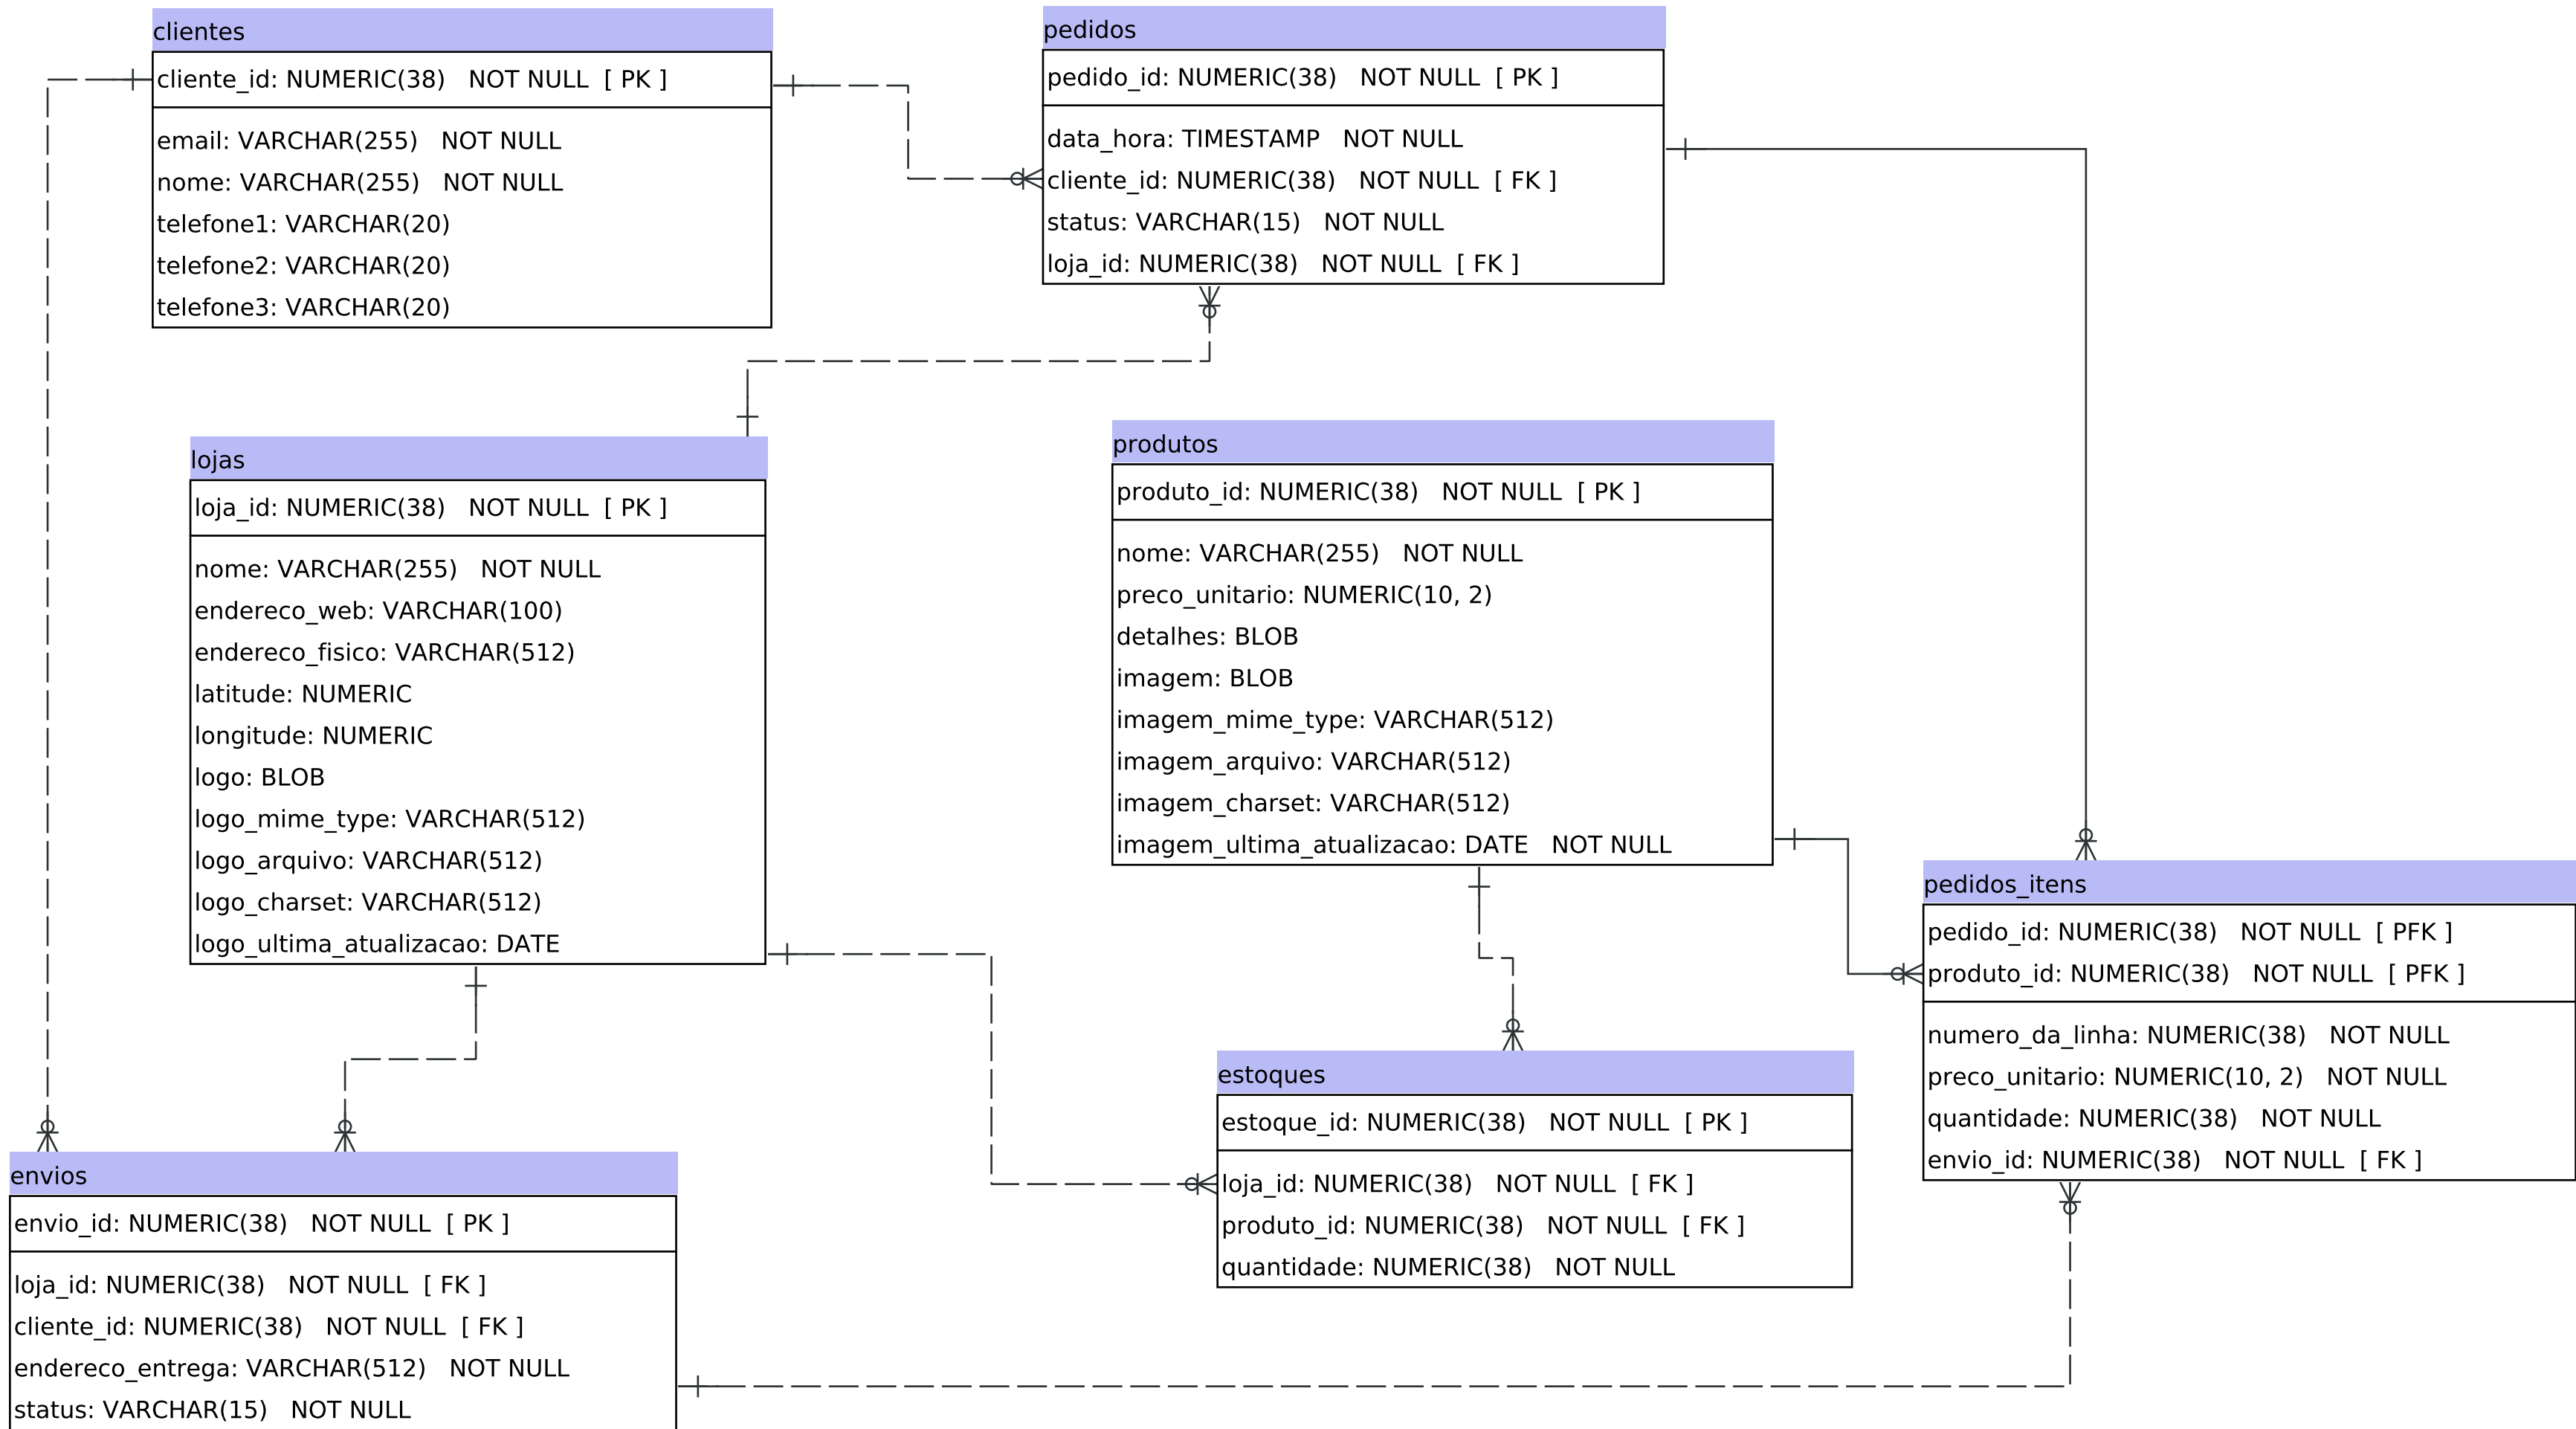 clientes
cliente_id: NUMERIC(38) NOT NULL [ PK ]
email: VARCHAR(255) NOT NULL
nome: VARCHAR(255) NOT NULL
telefone1: VARCHAR(20)
telefone2: VARCHAR(20)
telefone3: VARCHAR(20)
pedidos
pedido_id: NUMERIC(38) NOT NULL [ PK ]
data_hora: TIMESTAMP NOT NULL
cliente_id: NUMERIC(38) NOT NULL [ FK ]
status: VARCHAR(15) NOT NULL
loja_id: NUMERIC(38) NOT NULL [ FK ]
lojas
loja_id: NUMERIC(38) NOT NULL [ PK ]
nome: VARCHAR(255) NOT NULL
endereco_web: VARCHAR(100)
endereco_fisico: VARCHAR(512)
latitude: NUMERIC
longitude: NUMERIC
logo: BLOB
logo_mime_type: VARCHAR(512)
logo_arquivo: VARCHAR(512)
logo_charset: VARCHAR(512)
logo_ultima_atualizacao: DATE
produtos
produto_id: NUMERIC(38) NOT NULL [ PK ]
nome: VARCHAR(255) NOT NULL
preco_unitario: NUMERIC(10, 2)
detalhes: BLOB
imagem: BLOB
imagem_mime_type: VARCHAR(512)
imagem_arquivo: VARCHAR(512)
imagem_charset: VARCHAR(512)
imagem_ultima_atualizacao: DATE NOT NULL
pedidos_itens
pedido_id: NUMERIC(38) NOT NULL [ PFK ]
produto_id: NUMERIC(38) NOT NULL [ PFK ]
numero_da_linha: NUMERIC(38) NOT NULL
preco_unitario: NUMERIC(10, 2) NOT NULL
quantidade: NUMERIC(38) NOT NULL
envio_id: NUMERIC(38) NOT NULL [ FK ]
estoques
estoque_id: NUMERIC(38) NOT NULL [ PK ]
loja_id: NUMERIC(38) NOT NULL [ FK ]
produto_id: NUMERIC(38) NOT NULL [ FK ]
quantidade: NUMERIC(38) NOT NULL
envios
envio_id: NUMERIC(38) NOT NULL [ PK ]
loja_id: NUMERIC(38) NOT NULL [ FK ]
cliente_id: NUMERIC(38) NOT NULL [ FK ]
endereco_entrega: VARCHAR(512) NOT NULL
status: VARCHAR(15) NOT NULL